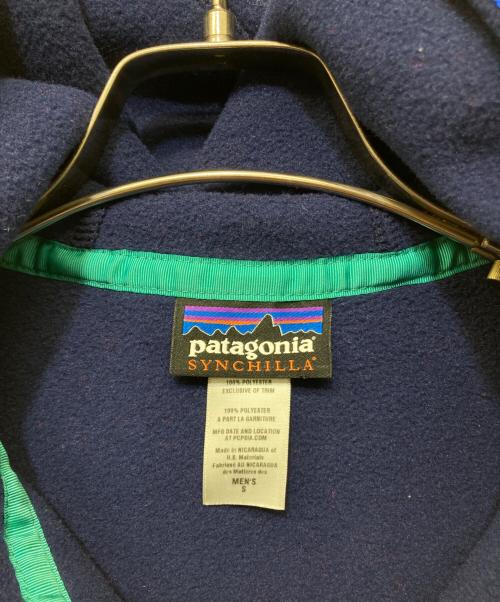 patagonia®
SYNCHILLA®
100% POLYESTER
EXCLUSIVE OF TRIM
100% POLYESTER
A PART LA GARNITURE
MFG DATE AND LOCATION
AT PCPGIA.COM
Made in NICARAGUA of
H.B. Materials
Fabriqué AU NICARAGUA
des Matières des
MEN'S
S